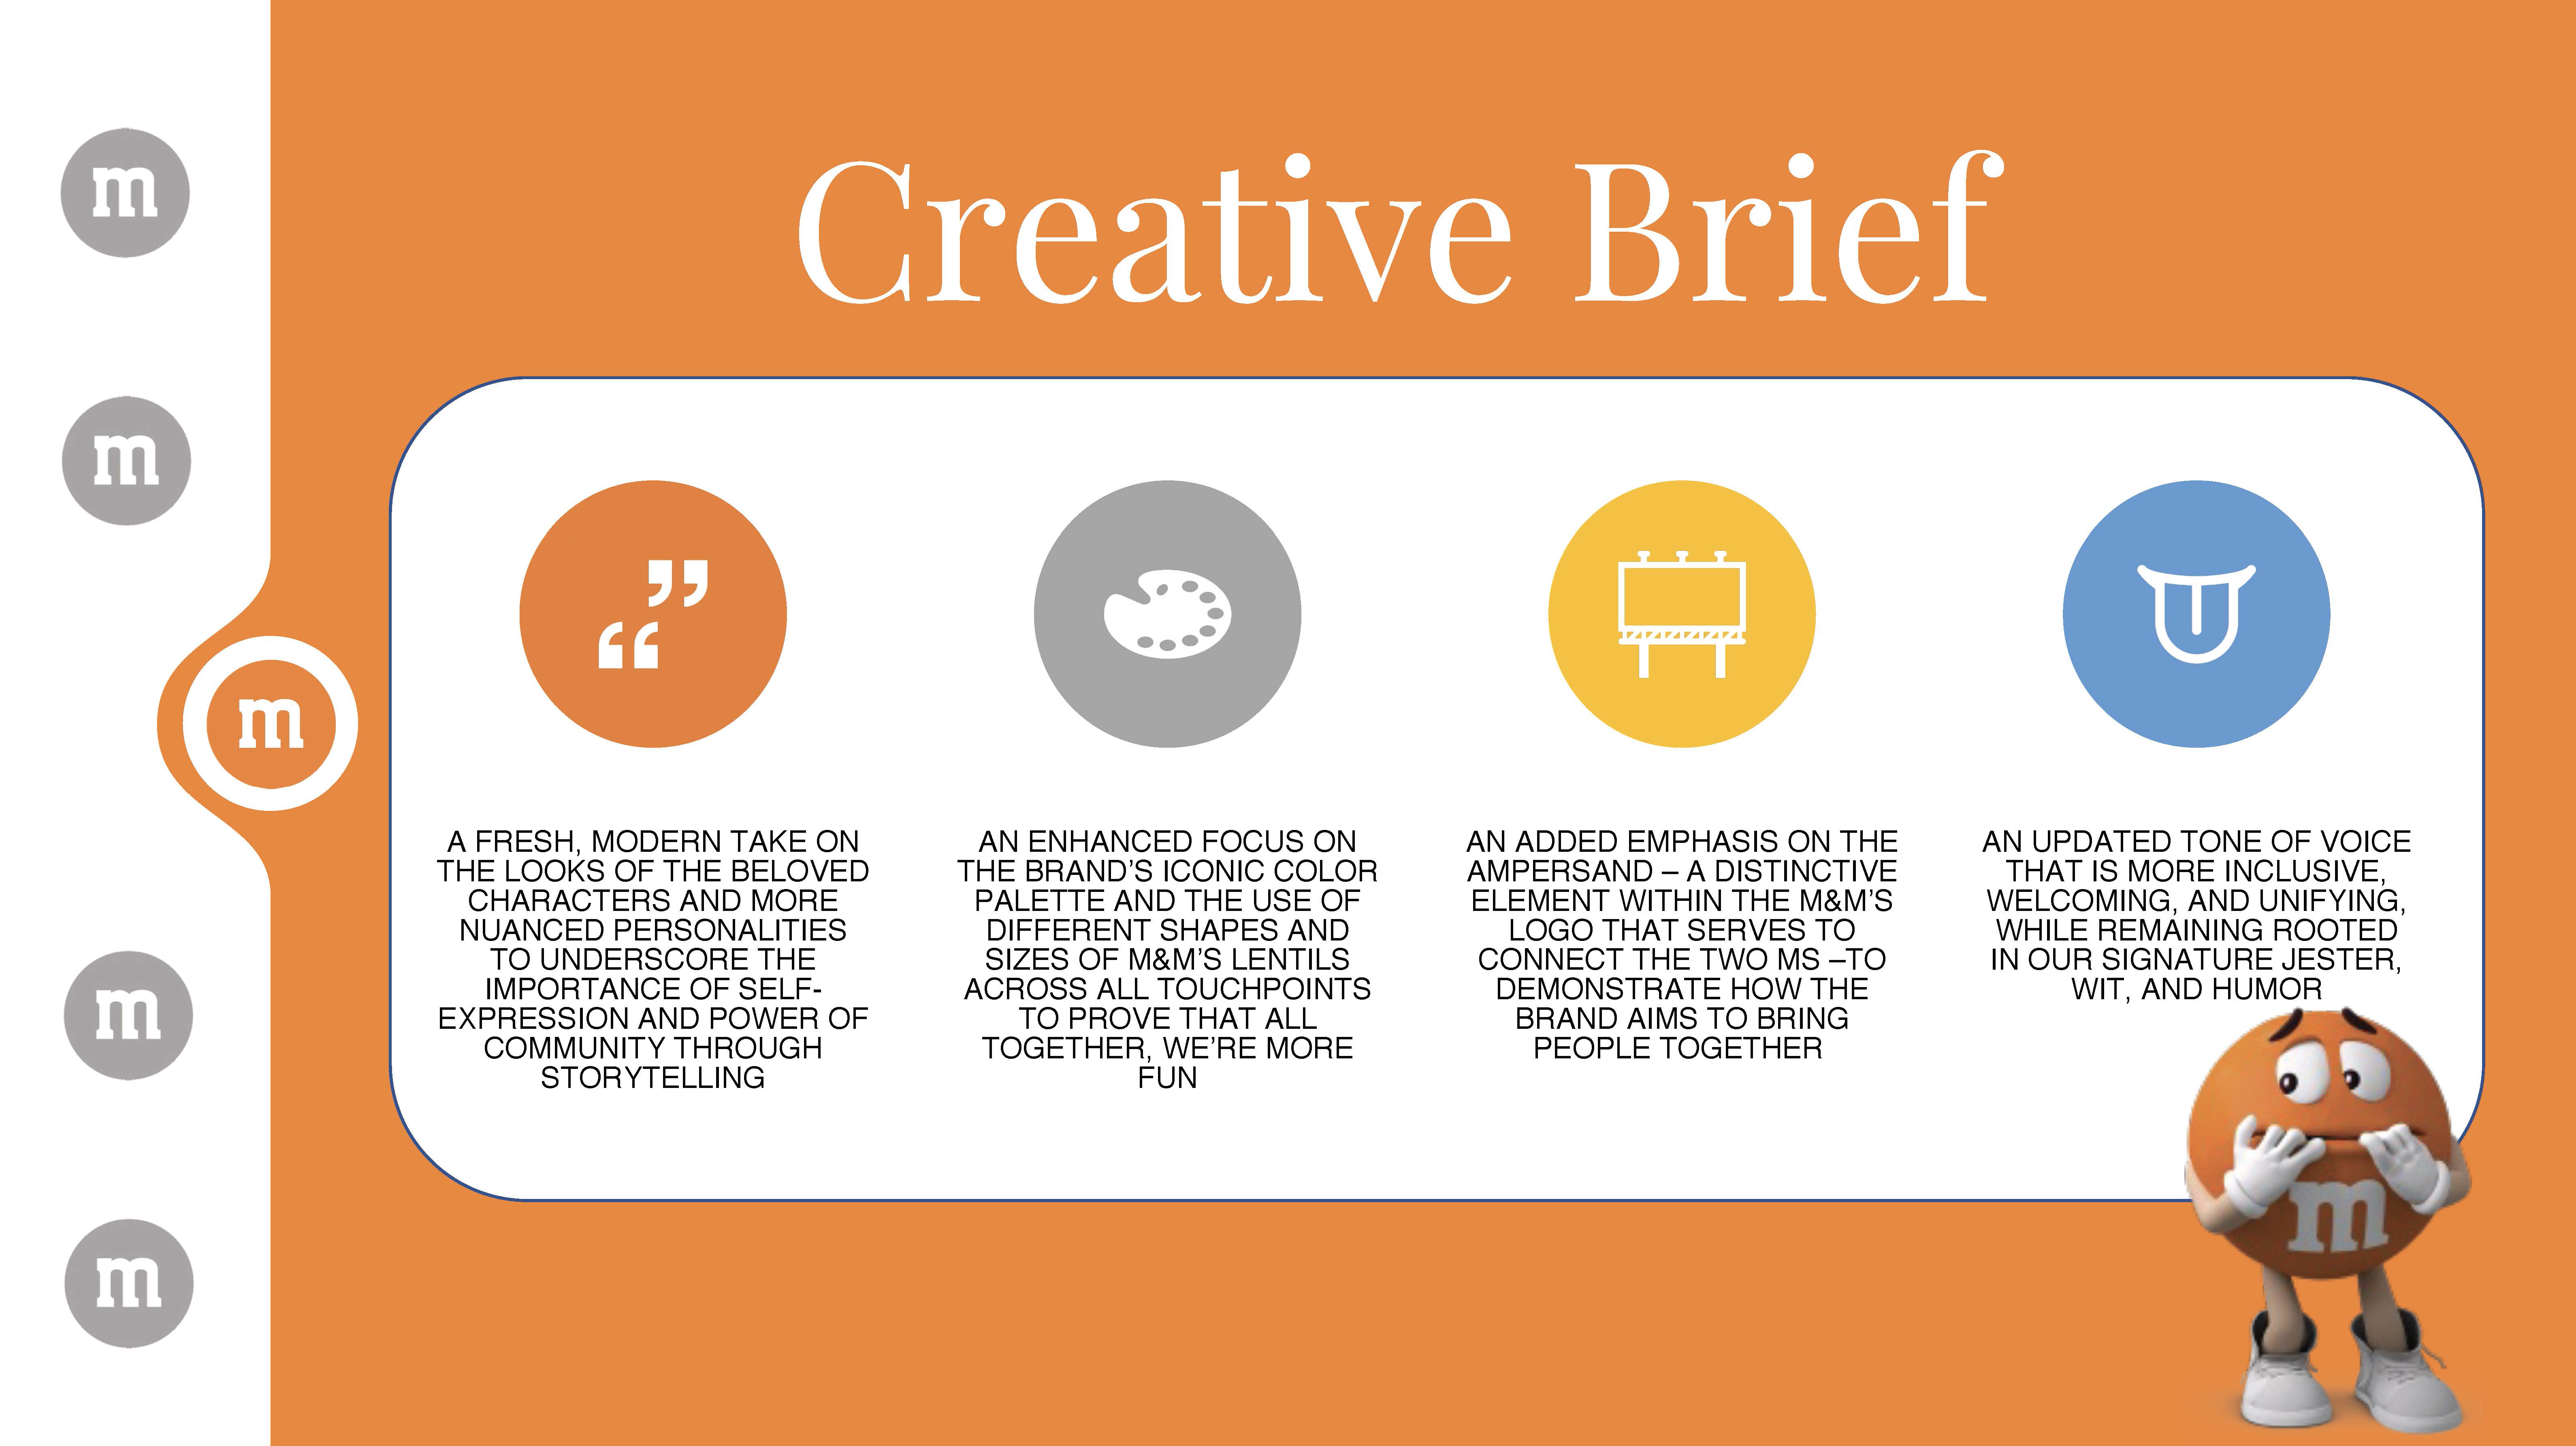 Creative Brief
m
m
m
m
m
A FRESH, MODERN TAKE ON
THE LOOKS OF THE BELOVED
CHARACTERS AND MORE
NUANCED PERSONALITIES
TO UNDERSCORE THE
IMPORTANCE OF SELF-
EXPRESSION AND POWER OF
COMMUNITY THROUGH
STORYTELLING
AN ENHANCED FOCUS ON
THE BRAND’S ICONIC COLOR
PALETTE AND THE USE OF
DIFFERENT SHAPES AND
SIZES OF M&M’S LENTILS
ACROSS ALL TOUCHPOINTS
TO PROVE THAT ALL
TOGETHER, WE’RE MORE
FUN
AN ADDED EMPHASIS ON THE
AMPERSAND – A DISTINCTIVE
ELEMENT WITHIN THE M&M’S
LOGO THAT SERVES TO
CONNECT THE TWO MS –TO
DEMONSTRATE HOW THE
BRAND AIMS TO BRING
PEOPLE TOGETHER
AN UPDATED TONE OF VOICE
THAT IS MORE INCLUSIVE,
WELCOMING, AND UNIFYING,
WHILE REMAINING ROOTED
IN OUR SIGNATURE JESTER,
WIT, AND HUMOR
m